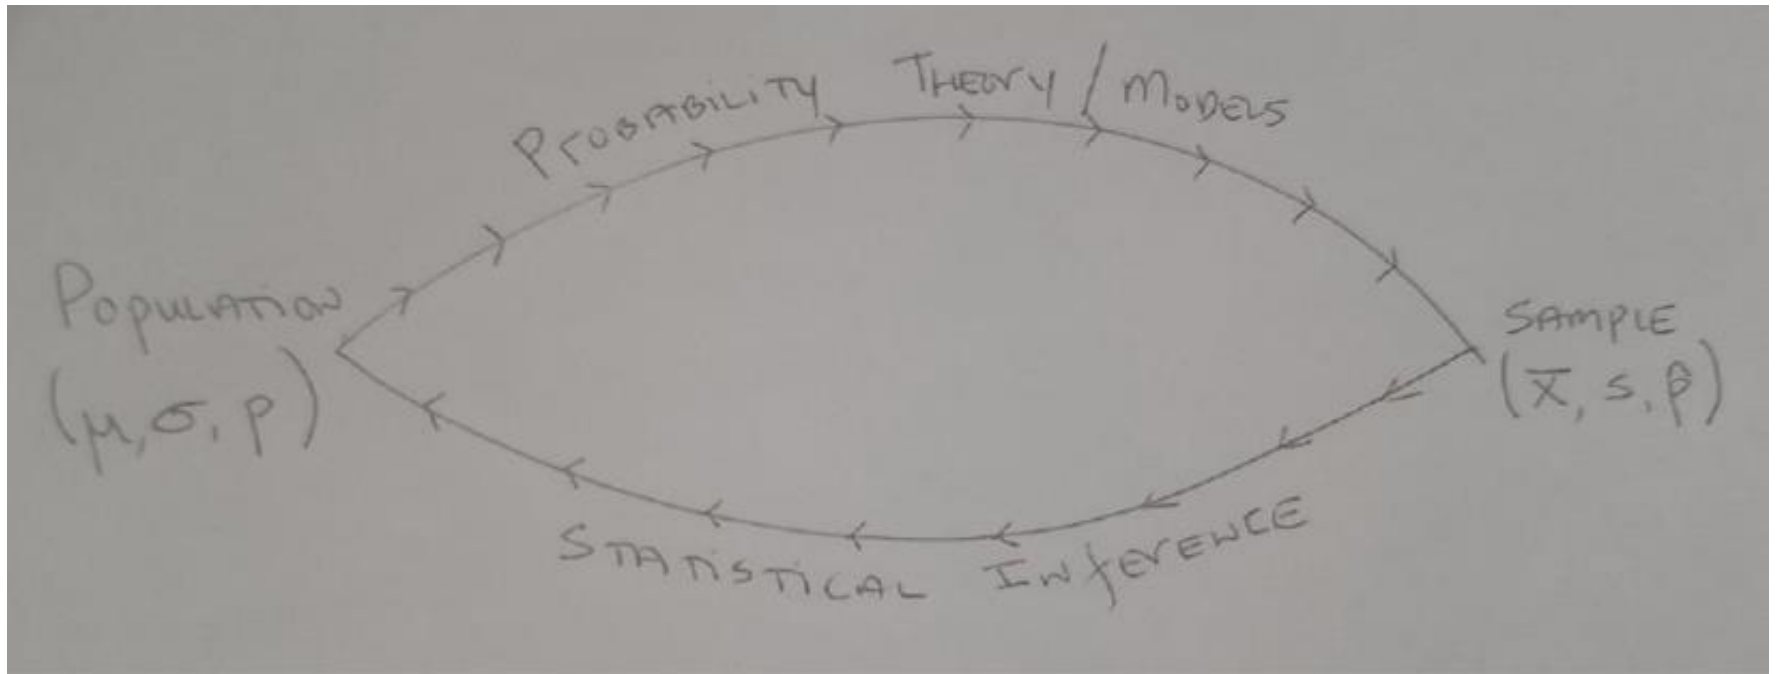 PROBABILITY THEORY / MODELS
POPULATION
(μ, σ, p)
SAMPLE
(x̄, s, p̂)
STATISTICAL INFERENCE